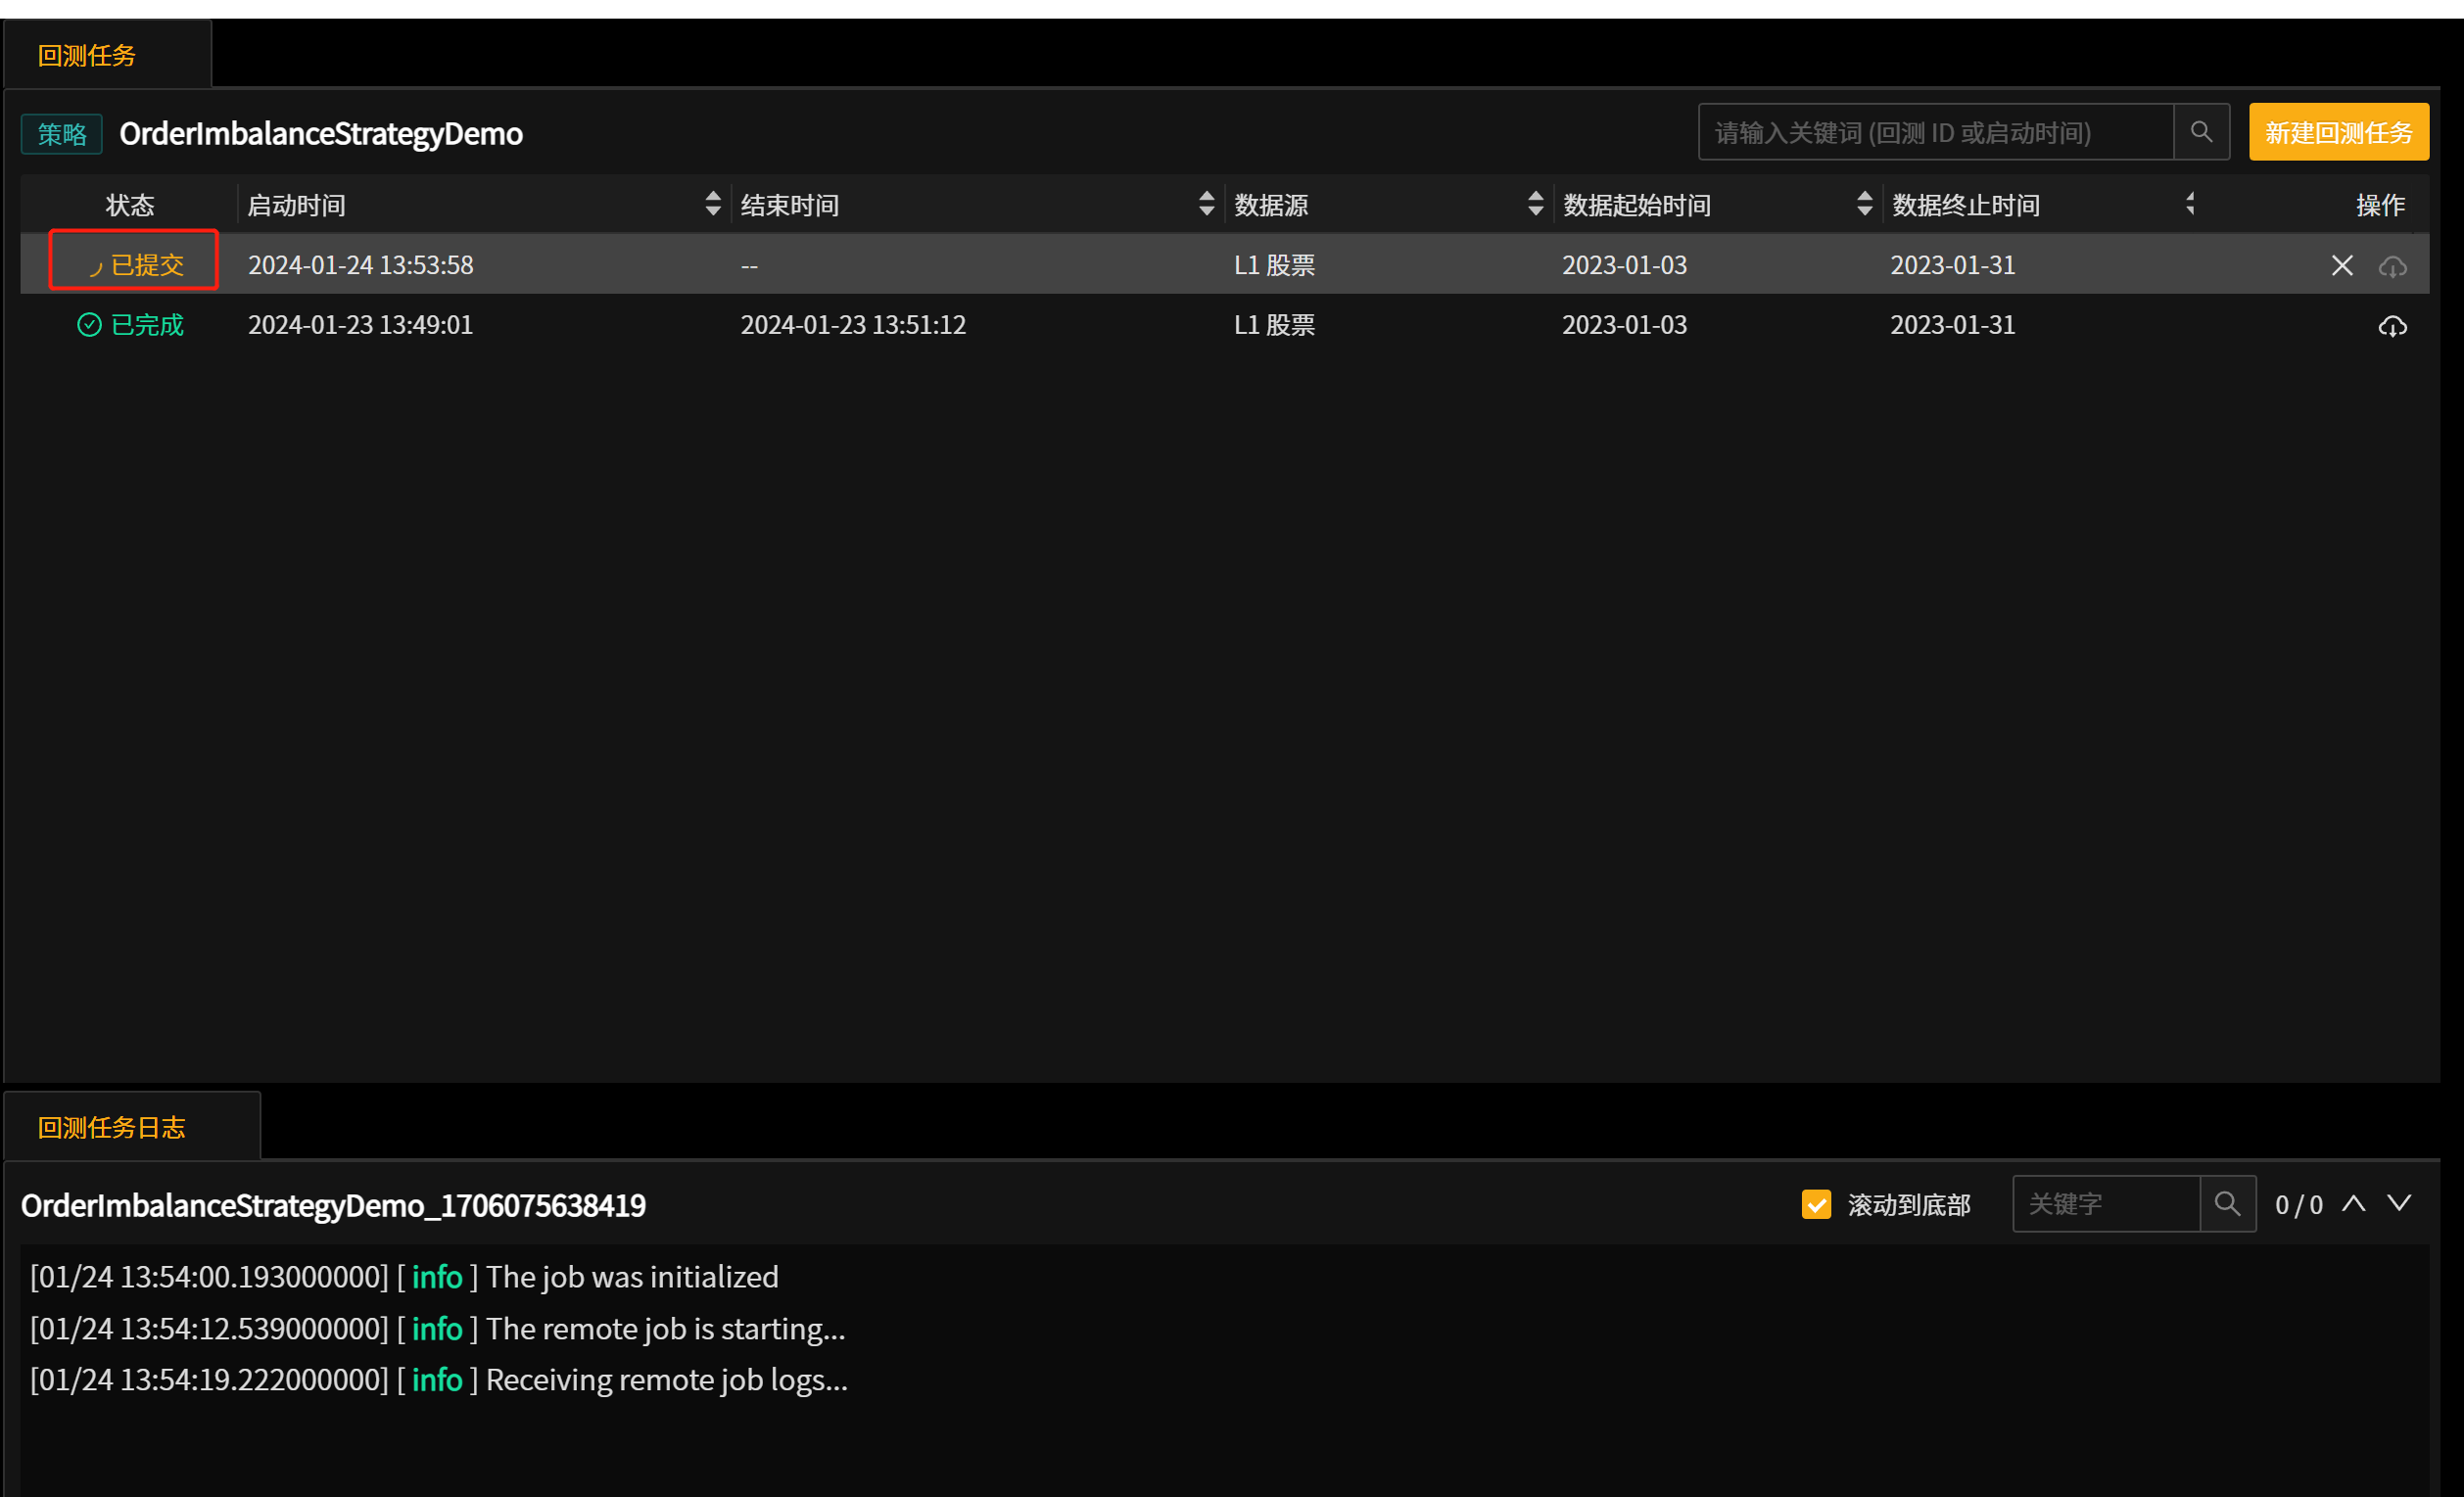 回测任务
策略 OrderImbalanceStrategyDemo 请输入关键词 (回测 ID 或启动时间) 新建回测任务
状态 启动时间 结束时间 数据源 数据起始时间 数据终止时间 操作
已提交 2024-01-24 13:53:58 -- L1 股票 2023-01-03 2023-01-31
已完成 2024-01-23 13:49:01 2024-01-23 13:51:12 L1 股票 2023-01-03 2023-01-31
回测任务日志
OrderImbalanceStrategyDemo_1706075638419 滚动到底部 关键字 0 / 0
[01/24 13:54:00.193000000] [ info ] The job was initialized
[01/24 13:54:12.539000000] [ info ] The remote job is starting...
[01/24 13:54:19.222000000] [ info ] Receiving remote job logs...